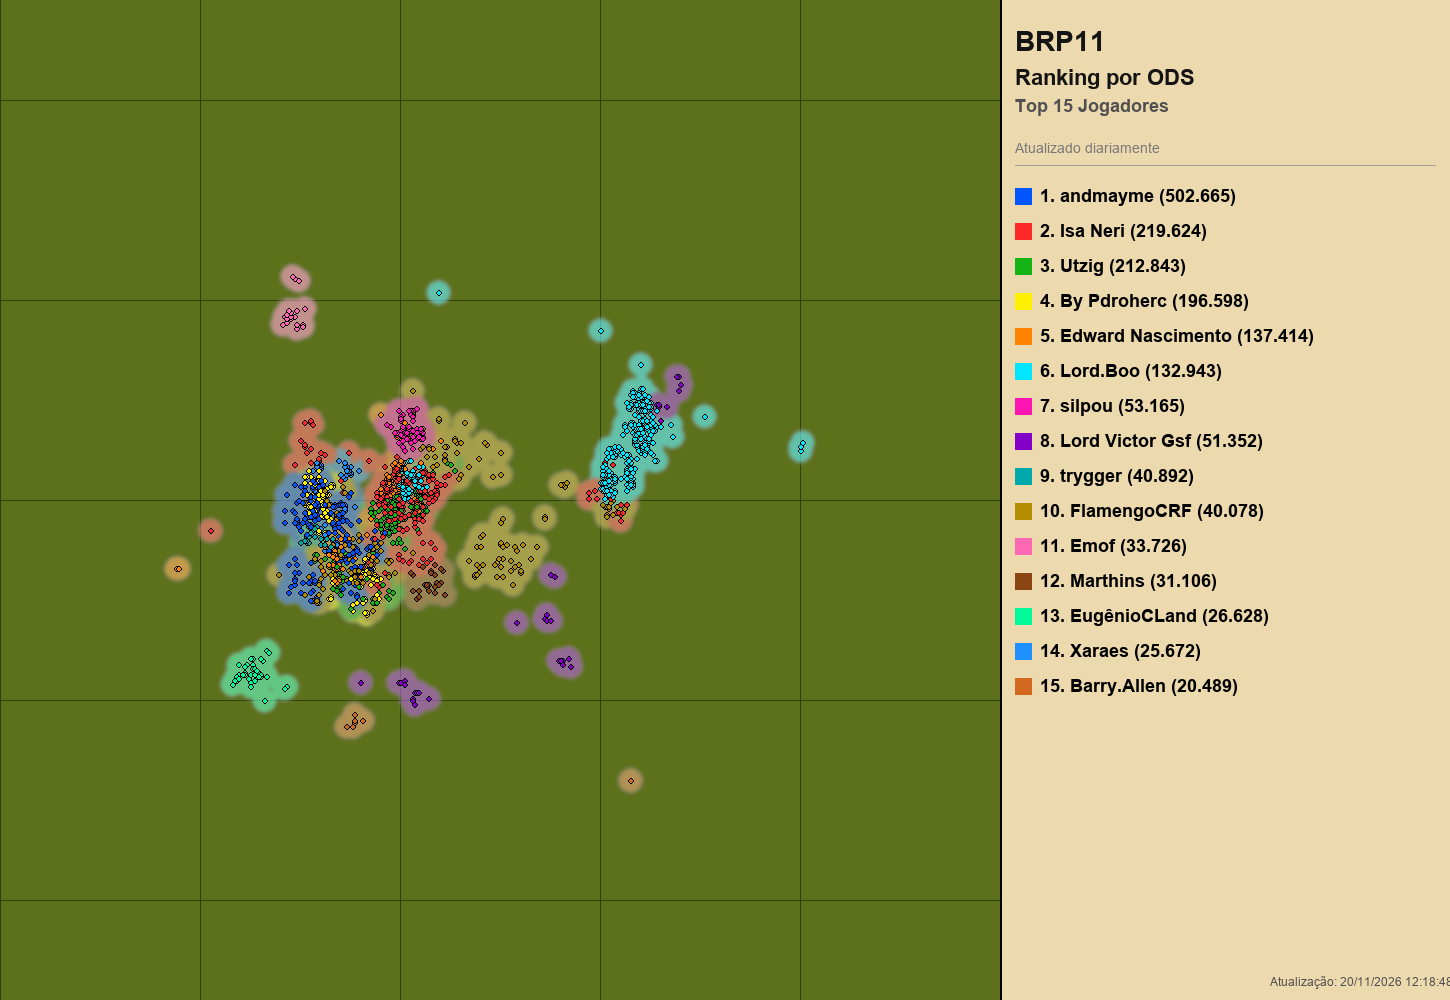 BRP11
Ranking por ODS
Top 15 Jogadores
Atualizado diariamente
1. andmayme (502.665)
2. Isa Neri (219.624)
3. Utzig (212.843)
4. By Pdroherc (196.598)
5. Edward Nascimento (137.414)
6. Lord.Boo (132.943)
7. silpou (53.165)
8. Lord Victor Gsf (51.352)
9. trygger (40.892)
10. FlamengoCRF (40.078)
11. Emof (33.726)
12. Marthins (31.106)
13. EugênioCLand (26.628)
14. Xaraes (25.672)
15. Barry.Allen (20.489)
Atualização: 20/11/2026 12:18:48